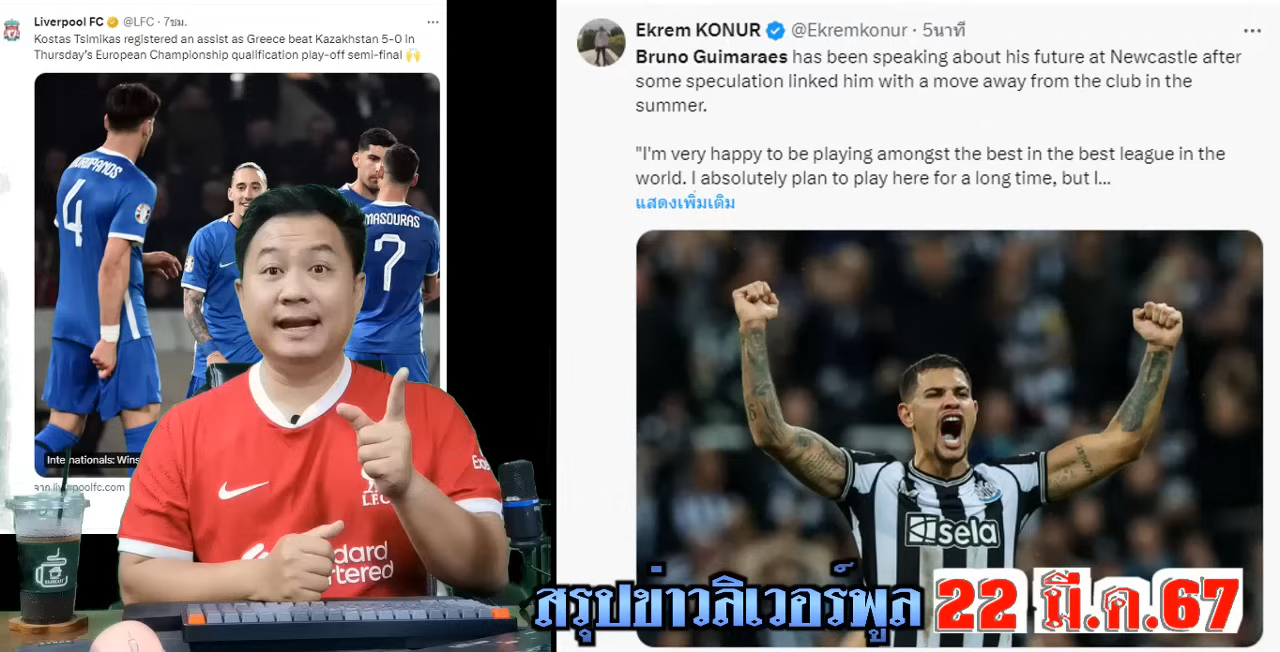 Liverpool FC @LFC · 7ชม.
Kostas Tsimikas registered an assist as Greece beat Kazakhstan 5-0 in
Thursday's European Championship qualification play-off semi-final 🙌
4
MASOURAS
7
Internationals: Wins
จาก liverpoolfc.com
LFC
Standard
Chartered
Ekrem KONUR @Ekremkonur · 5นาที
Bruno Guimaraes has been speaking about his future at Newcastle after
some speculation linked him with a move away from the club in the
summer.
"I'm very happy to be playing amongst the best in the best league in the
world. I absolutely plan to play here for a long time, but I...
แสดงเพิ่มเติม
sela
สรุปข่าวลิเวอร์พูล 22 มี.ค.67